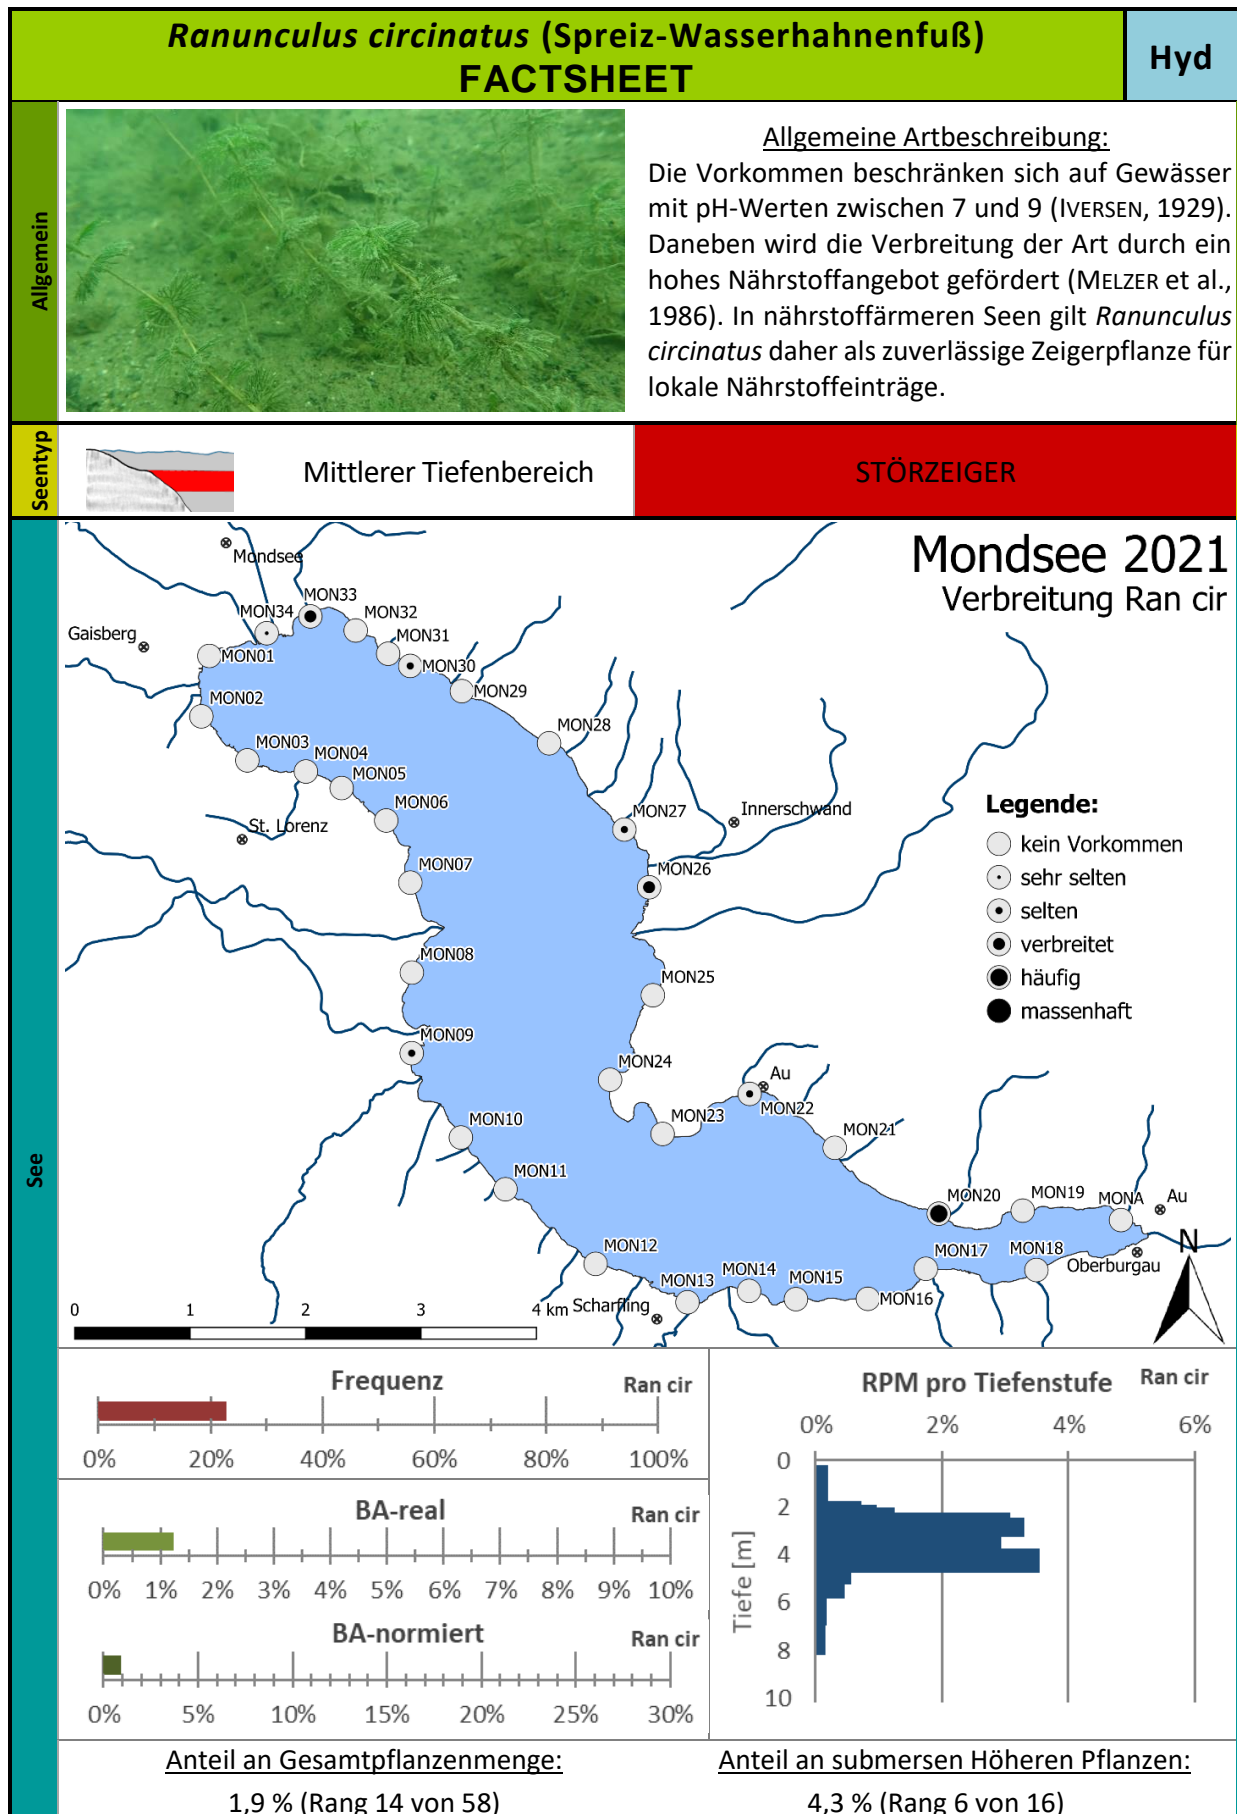 Ranunculus circinatus (Spreiz-Wasserhahnenfuß)
FACTSHEET
Hyd
Allgemein
Allgemeine Artbeschreibung:
Die Vorkommen beschränken sich auf Gewässer
mit pH-Werten zwischen 7 und 9 (IVERSEN, 1929).
Daneben wird die Verbreitung der Art durch ein
hohes Nährstoffangebot gefördert (MELZER et al.,
1986). In nährstoffärmeren Seen gilt Ranunculus
circinatus daher als zuverlässige Zeigerpflanze für
lokale Nährstoffeinträge.
Seentyp
Mittlerer Tiefenbereich
STÖRZEIGER
See
Mondsee 2021
Verbreitung Ran cir
Mondsee
MON33
MON34
MON32
Gaisberg
MON31
MON01
MON30
MON29
MON02
MON28
MON03
MON04
MON05
MON06
St. Lorenz
MON27
Innerschwand
MON07
MON26
MON08
MON25
MON09
MON24
Au
MON22
MON23
MON10
MON21
MON11
MON20
MON19
MONA
Au
MON12
MON17
MON18
Oberburgau
MON13
MON14
MON15
MON16
Scharfling
N
Legende:
kein Vorkommen
sehr selten
selten
verbreitet
häufig
massenhaft
0 1 2 3 4 km
Frequenz
Ran cir
0% 20% 40% 60% 80% 100%
BA-real
Ran cir
0% 1% 2% 3% 4% 5% 6% 7% 8% 9% 10%
BA-normiert
Ran cir
0% 5% 10% 15% 20% 25% 30%
RPM pro Tiefenstufe
Ran cir
0% 2% 4% 6%
Tiefe [m]
0
2
4
6
8
10
Anteil an Gesamtpflanzenmenge:
1,9 % (Rang 14 von 58)
Anteil an submersen Höheren Pflanzen:
4,3 % (Rang 6 von 16)